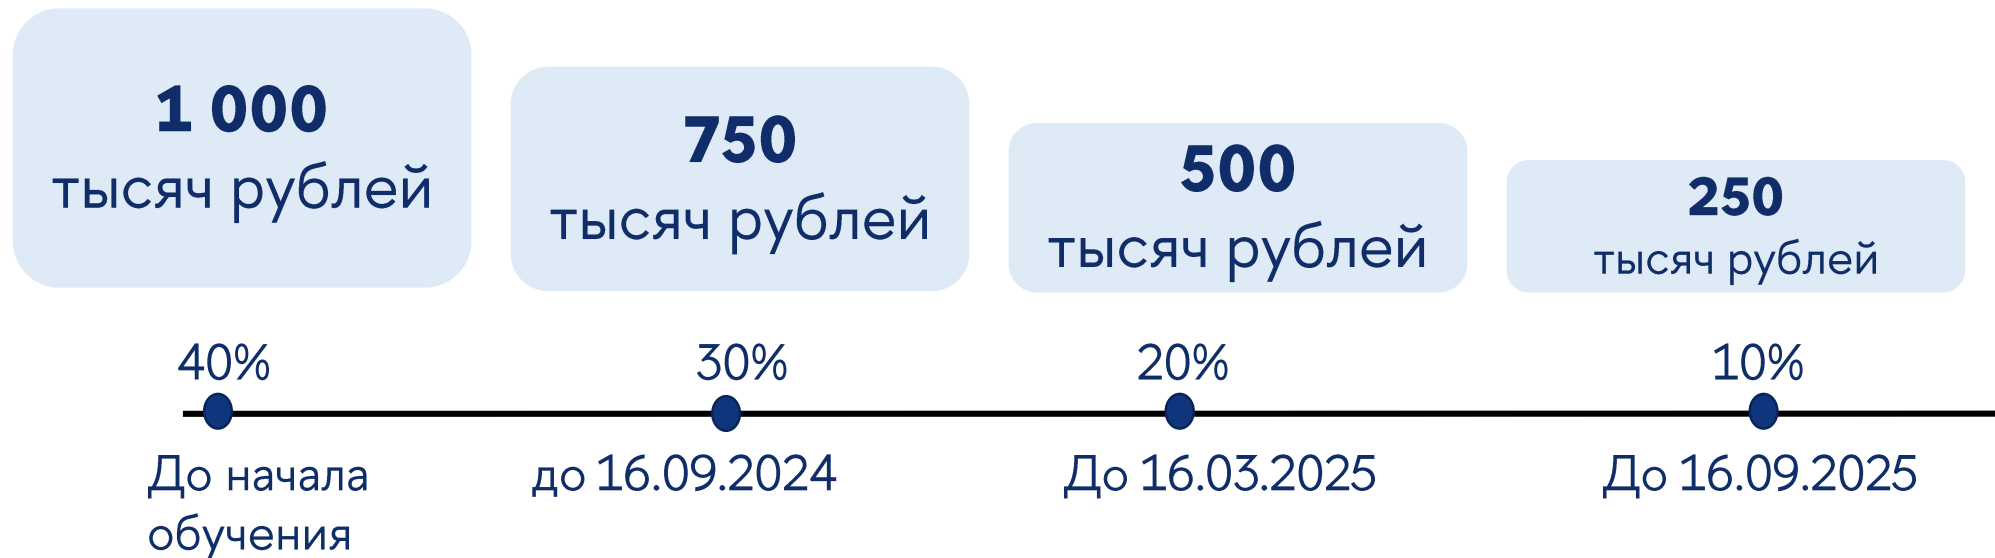 1 000
тысяч рублей
750
тысяч рублей
500
тысяч рублей
250
тысяч рублей
40%
30%
20%
10%
До начала
обучения
до 16.09.2024
До 16.03.2025
До 16.09.2025